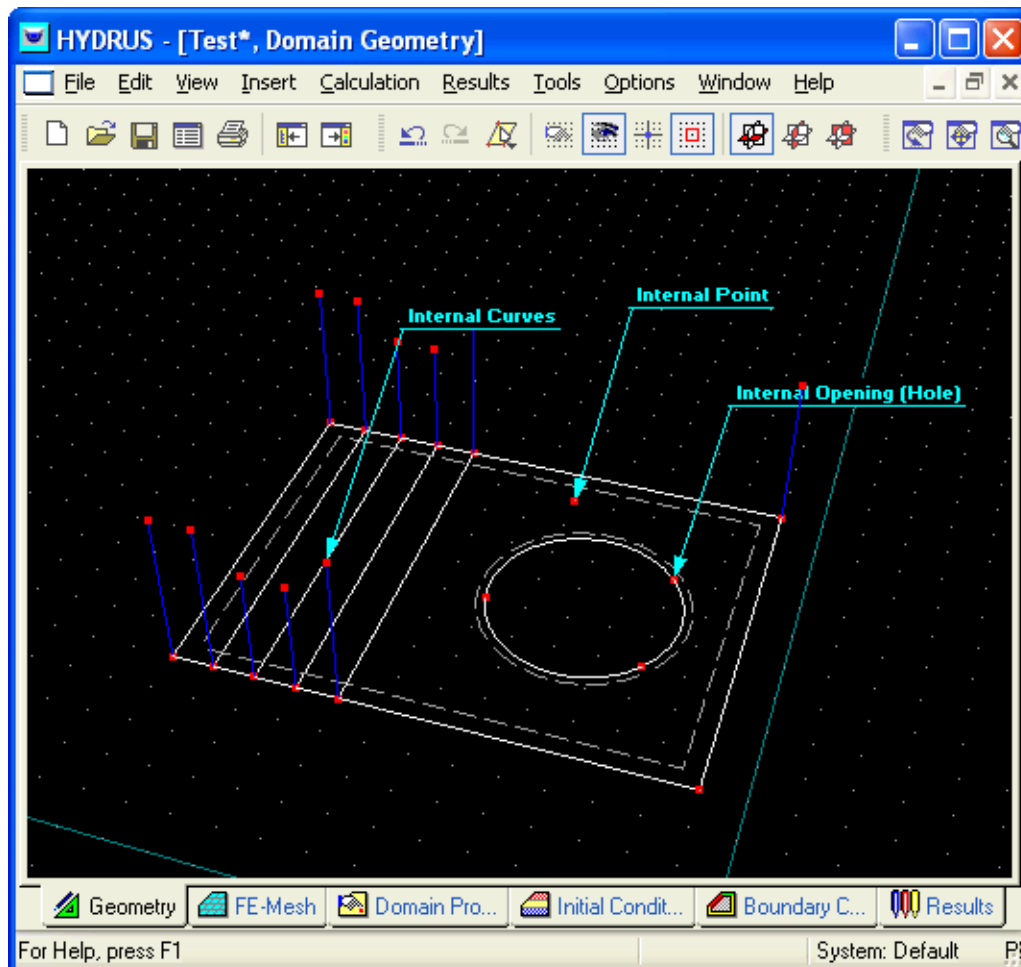 HYDRUS - [Test*, Domain Geometry]
File Edit View Insert Calculation Results Tools Options Window Help
Internal Point
Internal Curves
Internal Opening (Hole)
Geometry FE-Mesh Domain Pro... Initial Condit... Boundary C... Results
For Help, press F1 System: Default